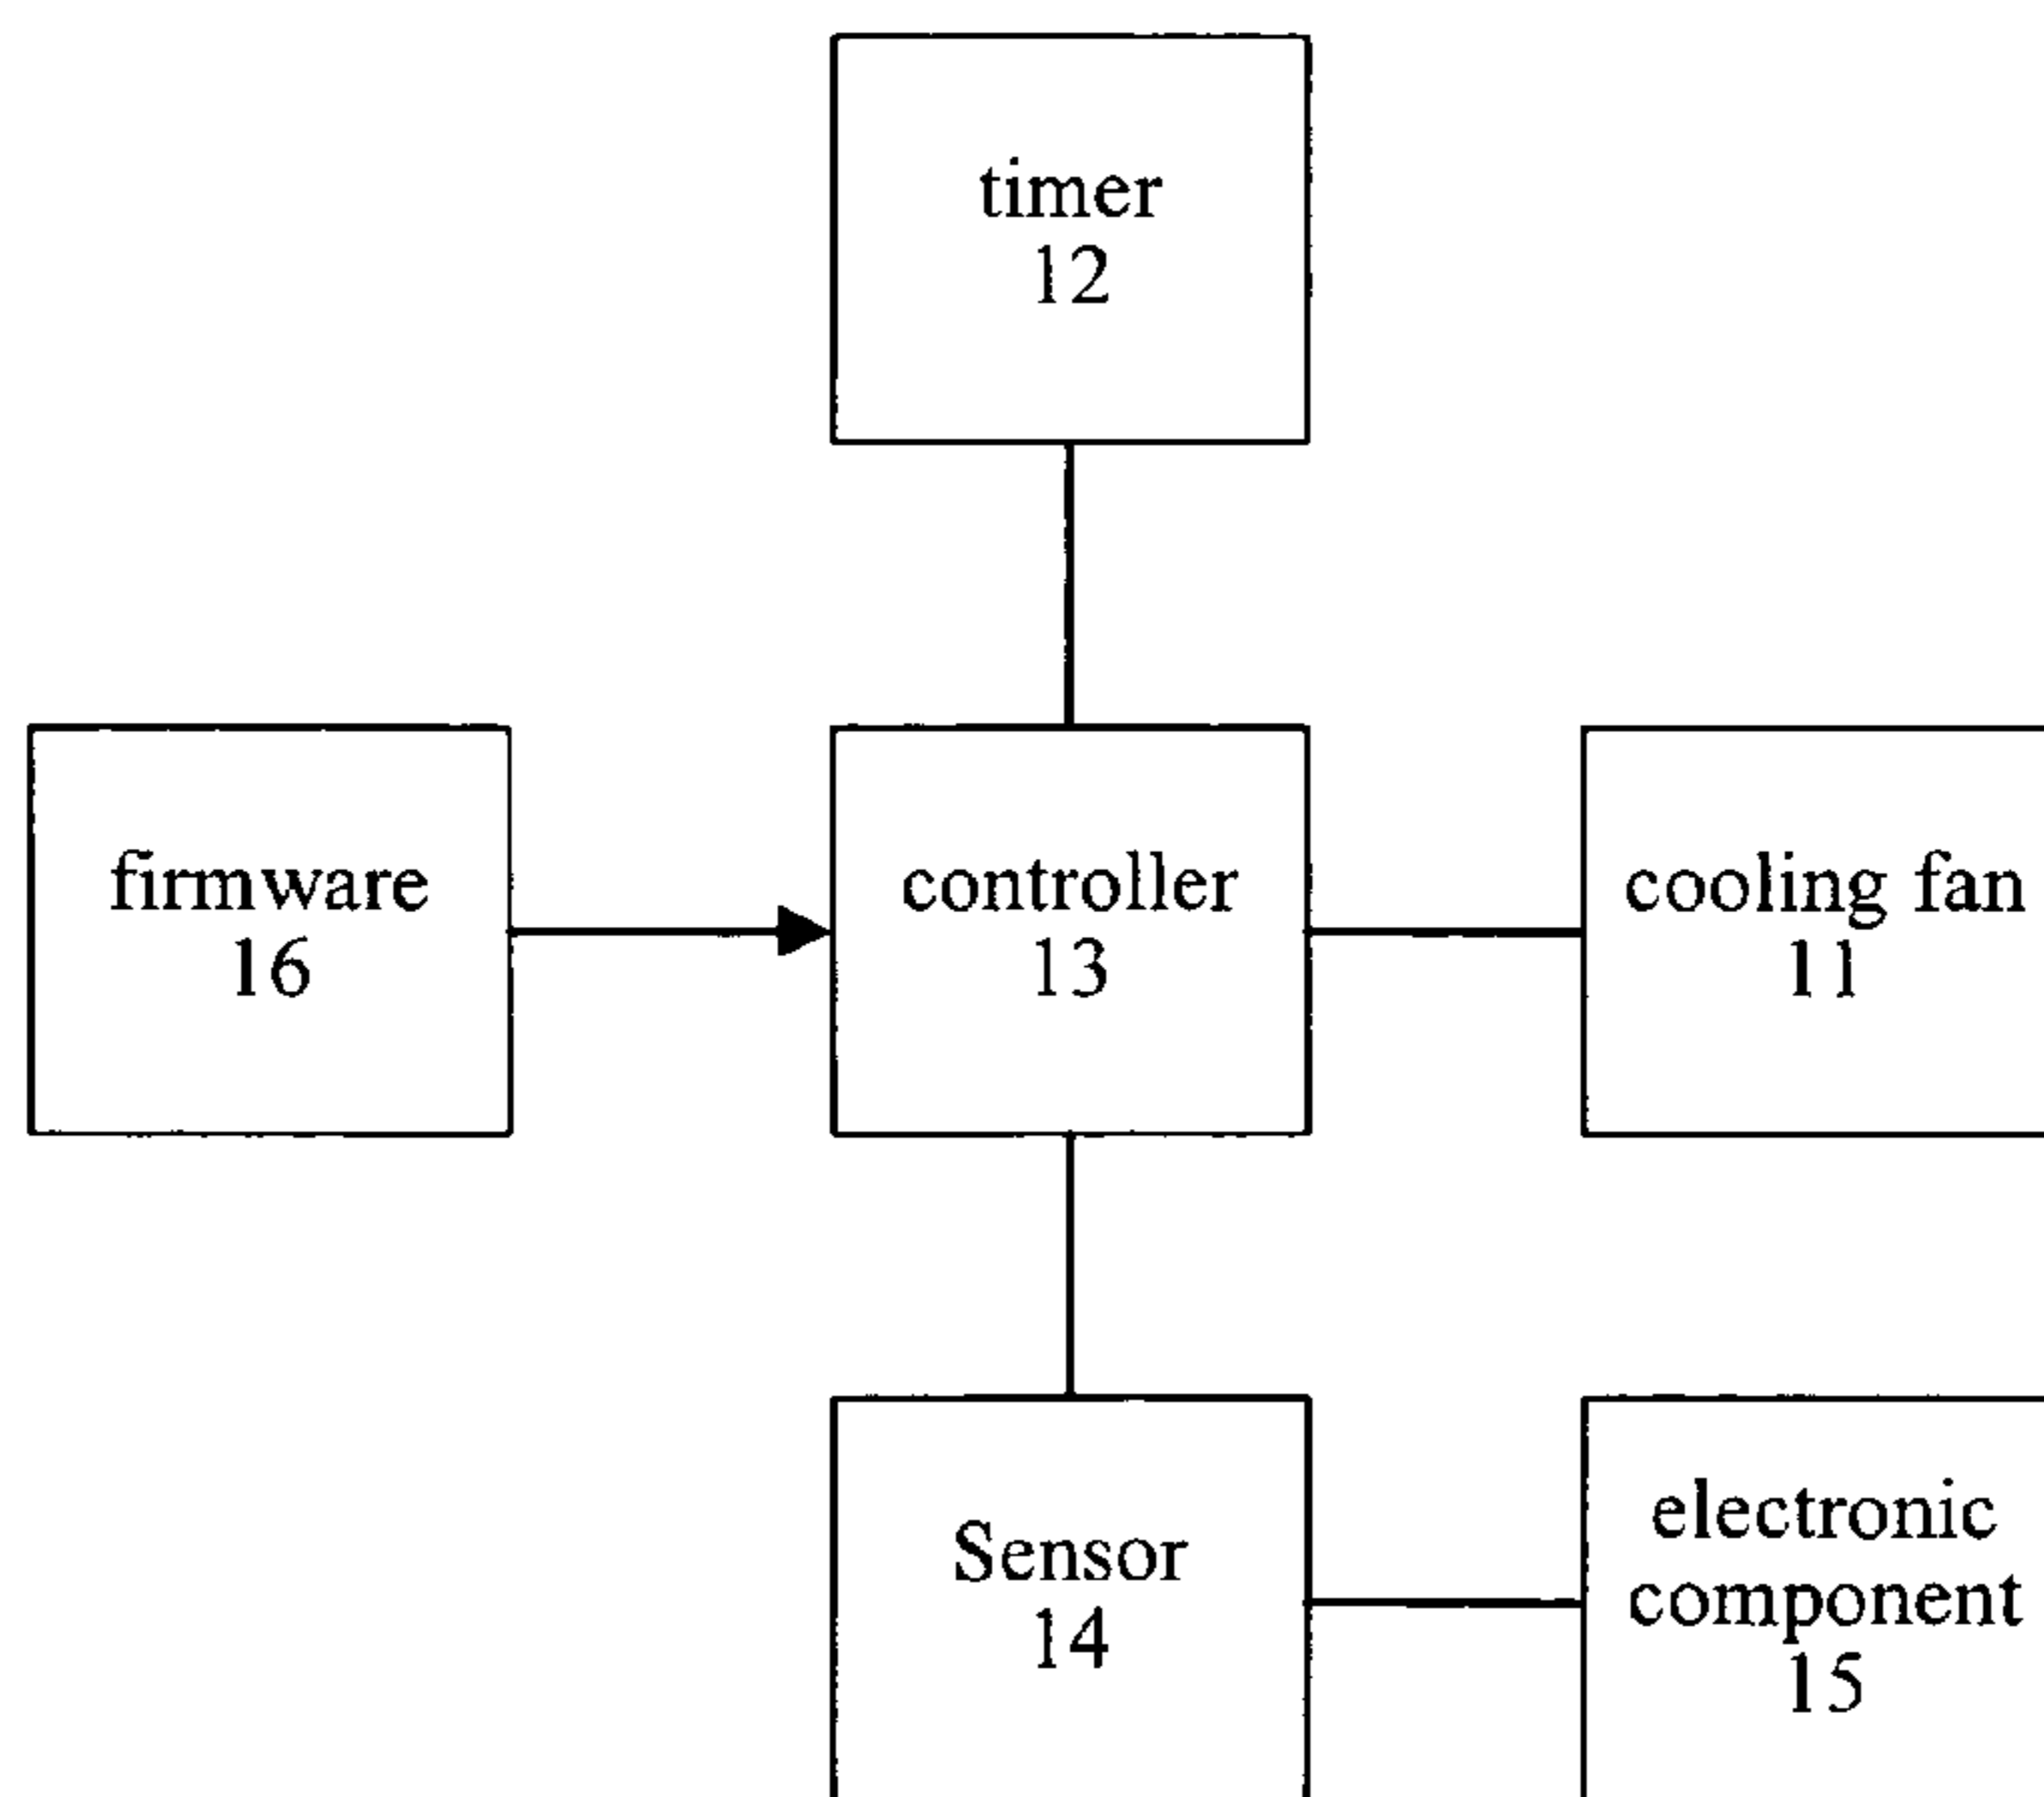 timer
12
firmware
16
controller
13
cooling fan
11
Sensor
14
electronic
component
15